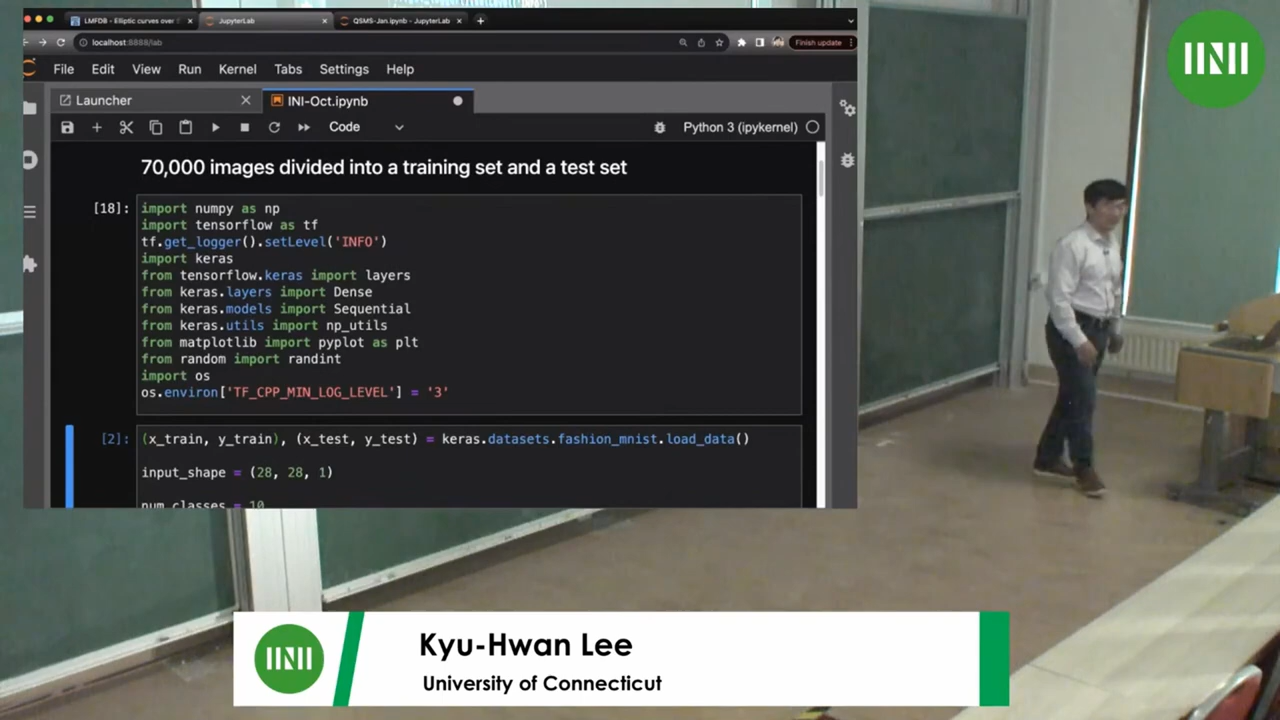 LMFDB - Elliptic curves over
JupyterLab
QSMS-Jan.ipynb - JupyterLab
localhost:8888/lab
Finish update
File Edit View Run Kernel Tabs Settings Help
Launcher
INI-Oct.ipynb
Code
Python 3 (ipykernel)
70,000 images divided into a training set and a test set
[18]:
import numpy as np
import tensorflow as tf
tf.get_logger().setLevel('INFO')
import keras
from tensorflow.keras import layers
from keras.layers import Dense
from keras.models import Sequential
from keras.utils import np_utils
from matplotlib import pyplot as plt
from random import randint
import os
os.environ['TF_CPP_MIN_LOG_LEVEL'] = '3'
[2]:
(x_train, y_train), (x_test, y_test) = keras.datasets.fashion_mnist.load_data()
input_shape = (28, 28, 1)
num_classes = 10
INI
INI
Kyu-Hwan Lee
University of Connecticut